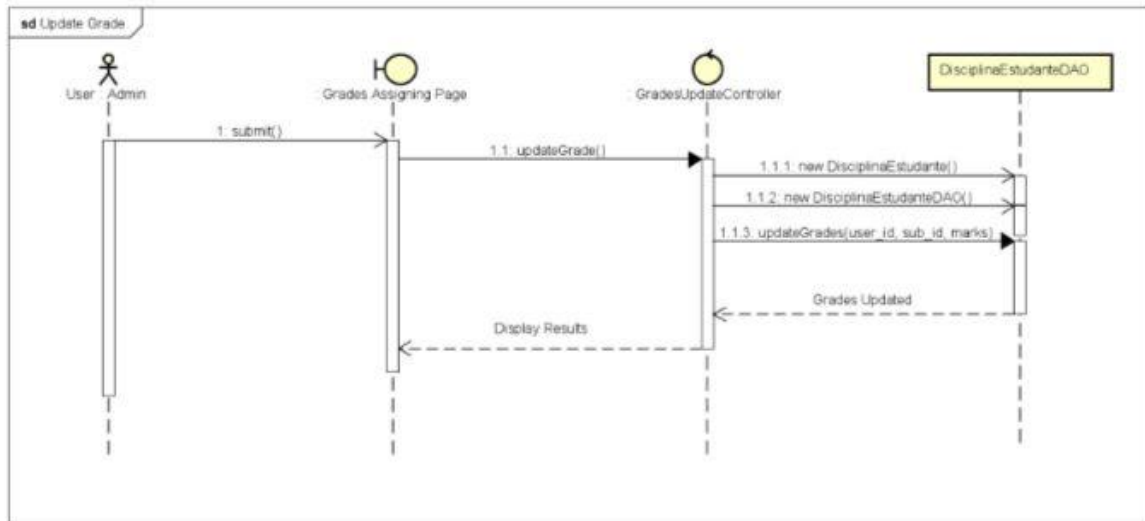 sd Update Grade
User : Admin
Grades Assigning Page
GradesUpdateController
DisciplinaEstudanteDAO
1: submit()
1.1: updateGrade()
1.1.1: new DisciplinaEstudante()
1.1.2: new DisciplinaEstudanteDAO()
1.1.3: updateGrades(user_id, sub_id, marks)
Grades Updated
Display Results